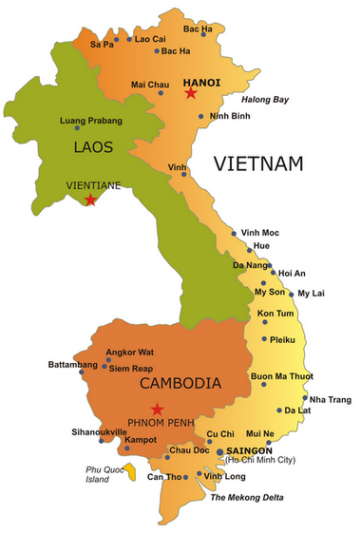 Bac Ha
Sa Pa
Lao Cai
Bac Ha
Mai Chau
HANOI
Halong Bay
Luang Prabang
Ninh Binh
LAOS
Vinh
VIETNAM
VIENTIANE
Vinh Moc
Hue
Da Nang
Hoi An
My Son
My Lai
Kon Tum
Pleiku
Angkor Wat
Battambang
Siem Reap
Buon Ma Thuot
CAMBODIA
Nha Trang
Da Lat
PHNOM PENH
Sihanoukville
Kampot
Cu Chi
Mui Ne
Chau Doc
SAINGON
(Ho Chi Minh City)
Phu Quoc
Island
Can Tho
Vinh Long
The Mekong Delta